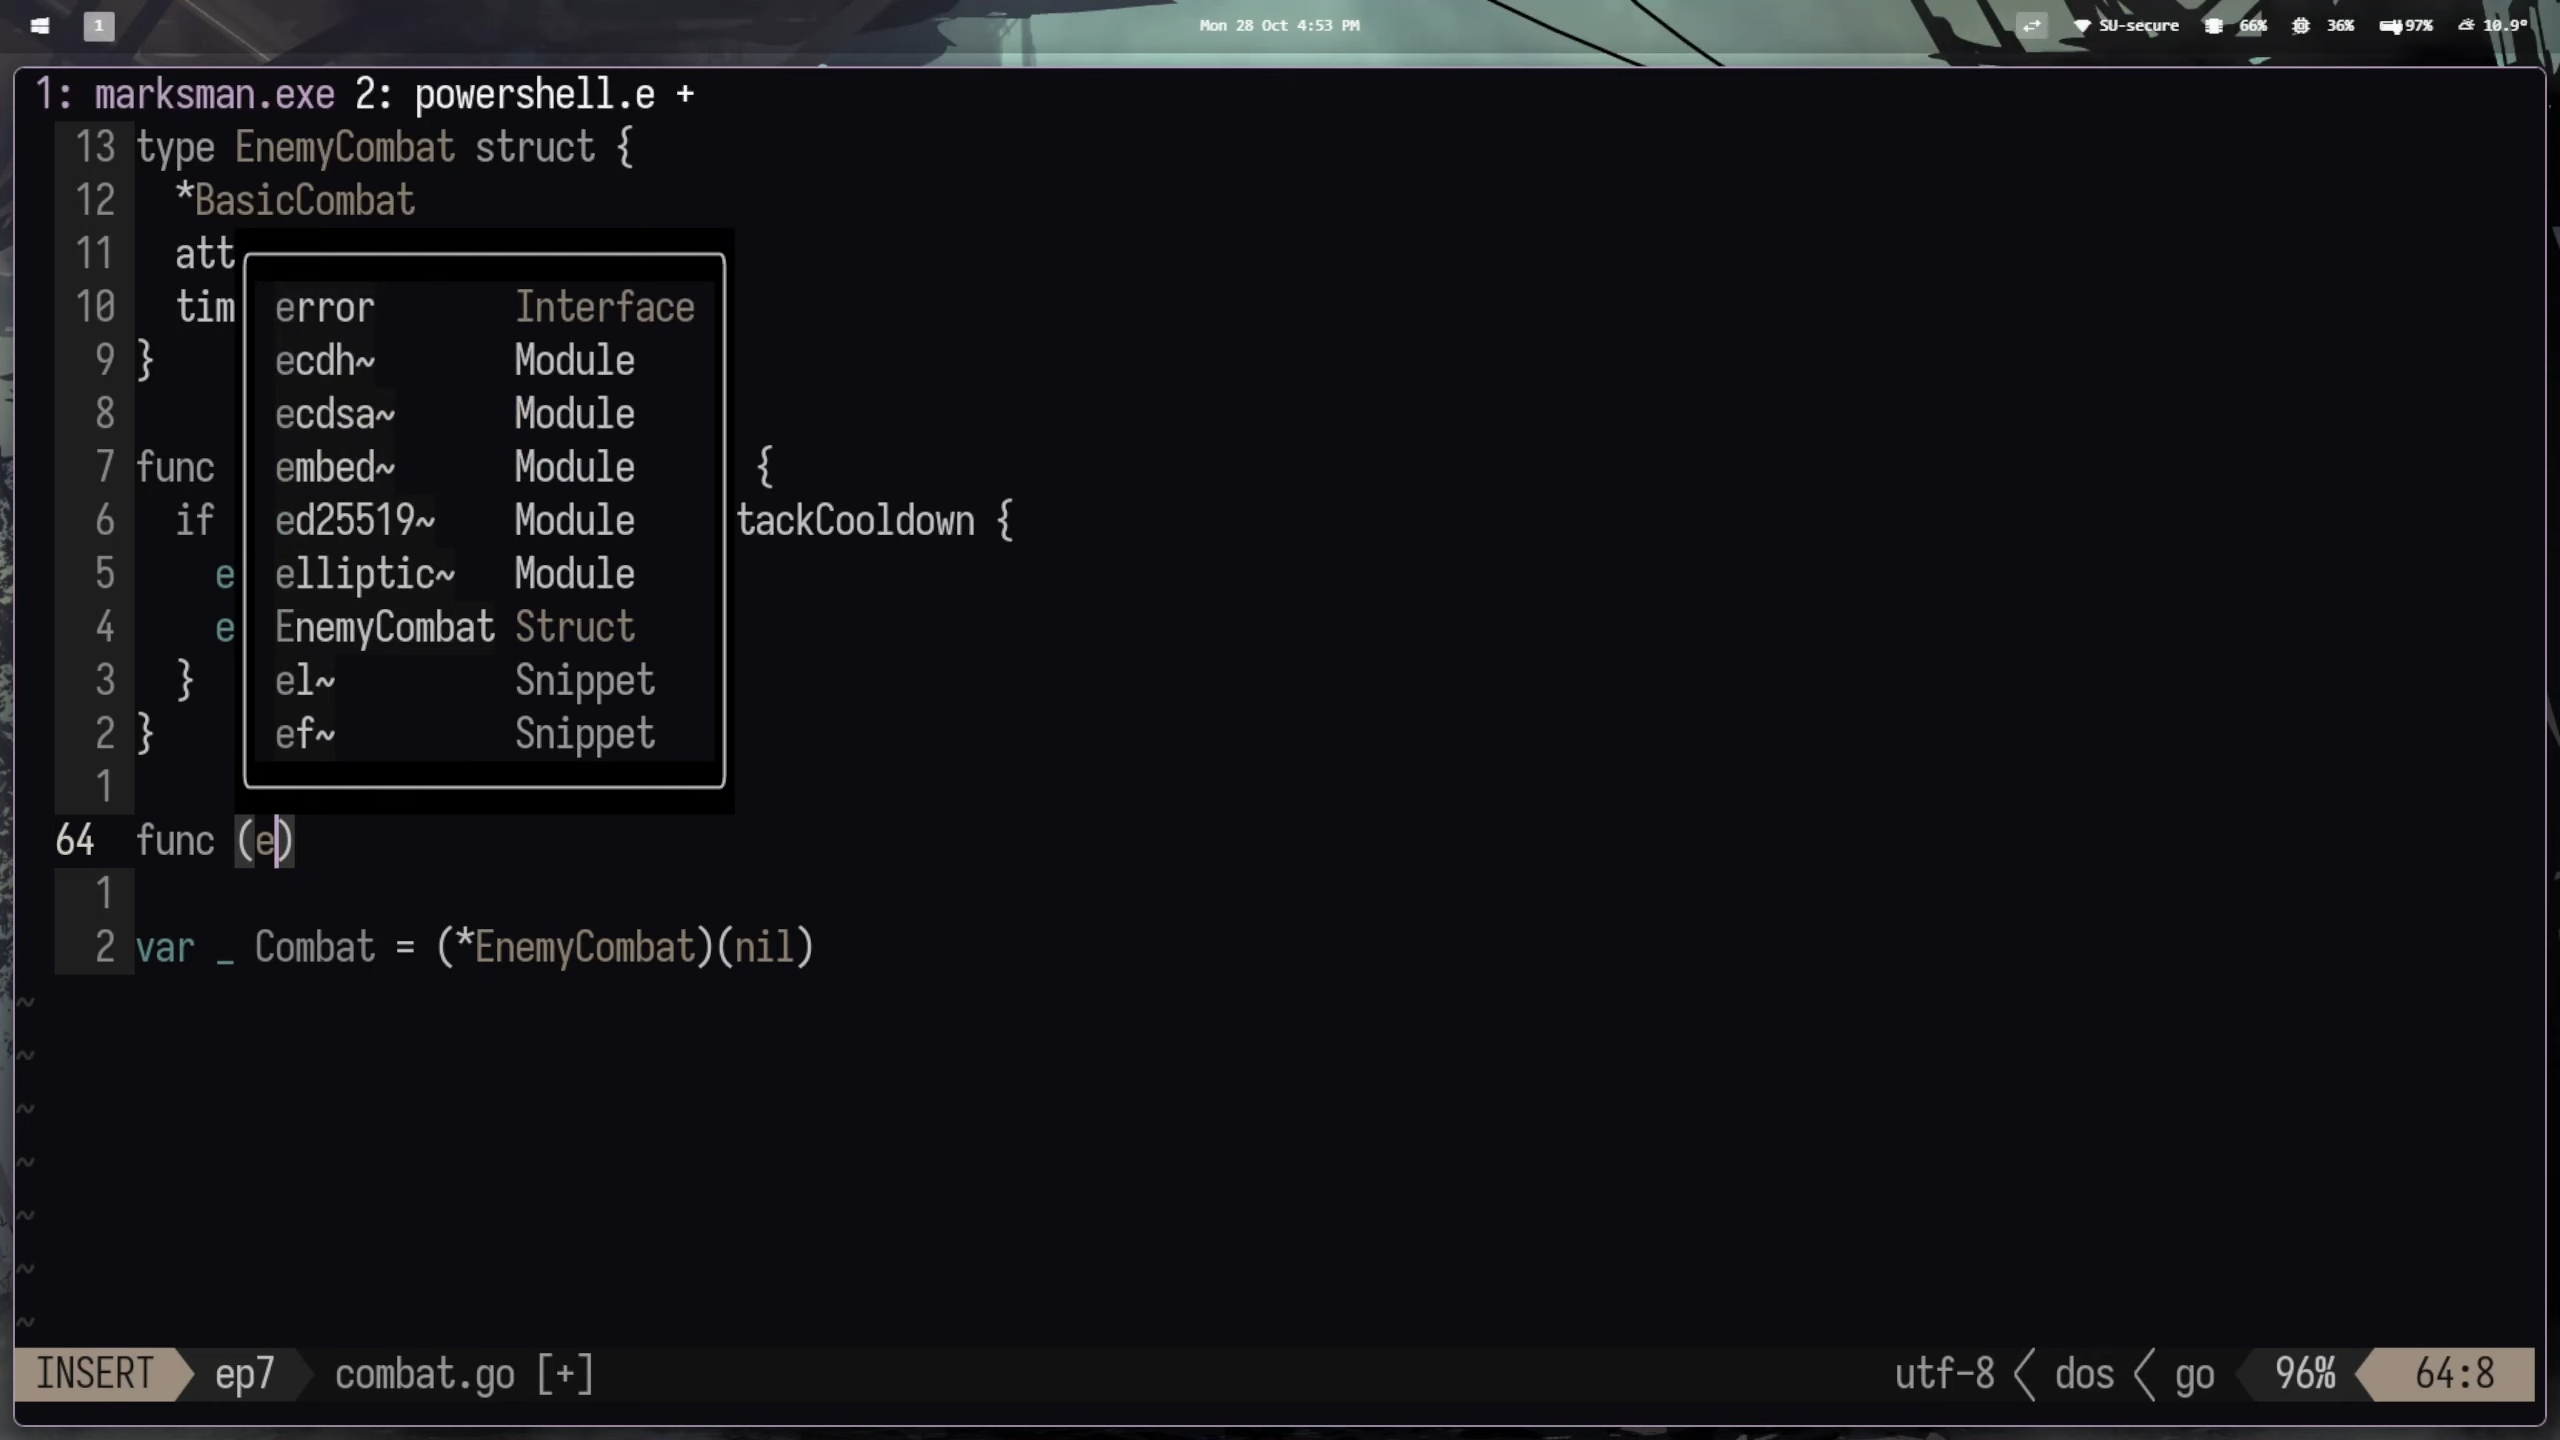 1 Mon 28 Oct 4:53 PM SU-secure 66% 36% 97% 10.9°
1: marksman.exe 2: powershell.e +
13 type EnemyCombat struct {
12 *BasicCombat
11 att
10 tim error Interface
9 } ecdh~ Module
8 ecdsa~ Module
7 func embed~ Module {
6 if ed25519~ Module tackCooldown {
5 e elliptic~ Module
4 e EnemyCombat Struct
3 } el~ Snippet
2 } ef~ Snippet
1
64 func (e)
1
2 var _ Combat = (*EnemyCombat)(nil)
~
~
~
~
~
~
~
INSERT ep7 combat.go [+] utf-8 dos go 96% 64:8